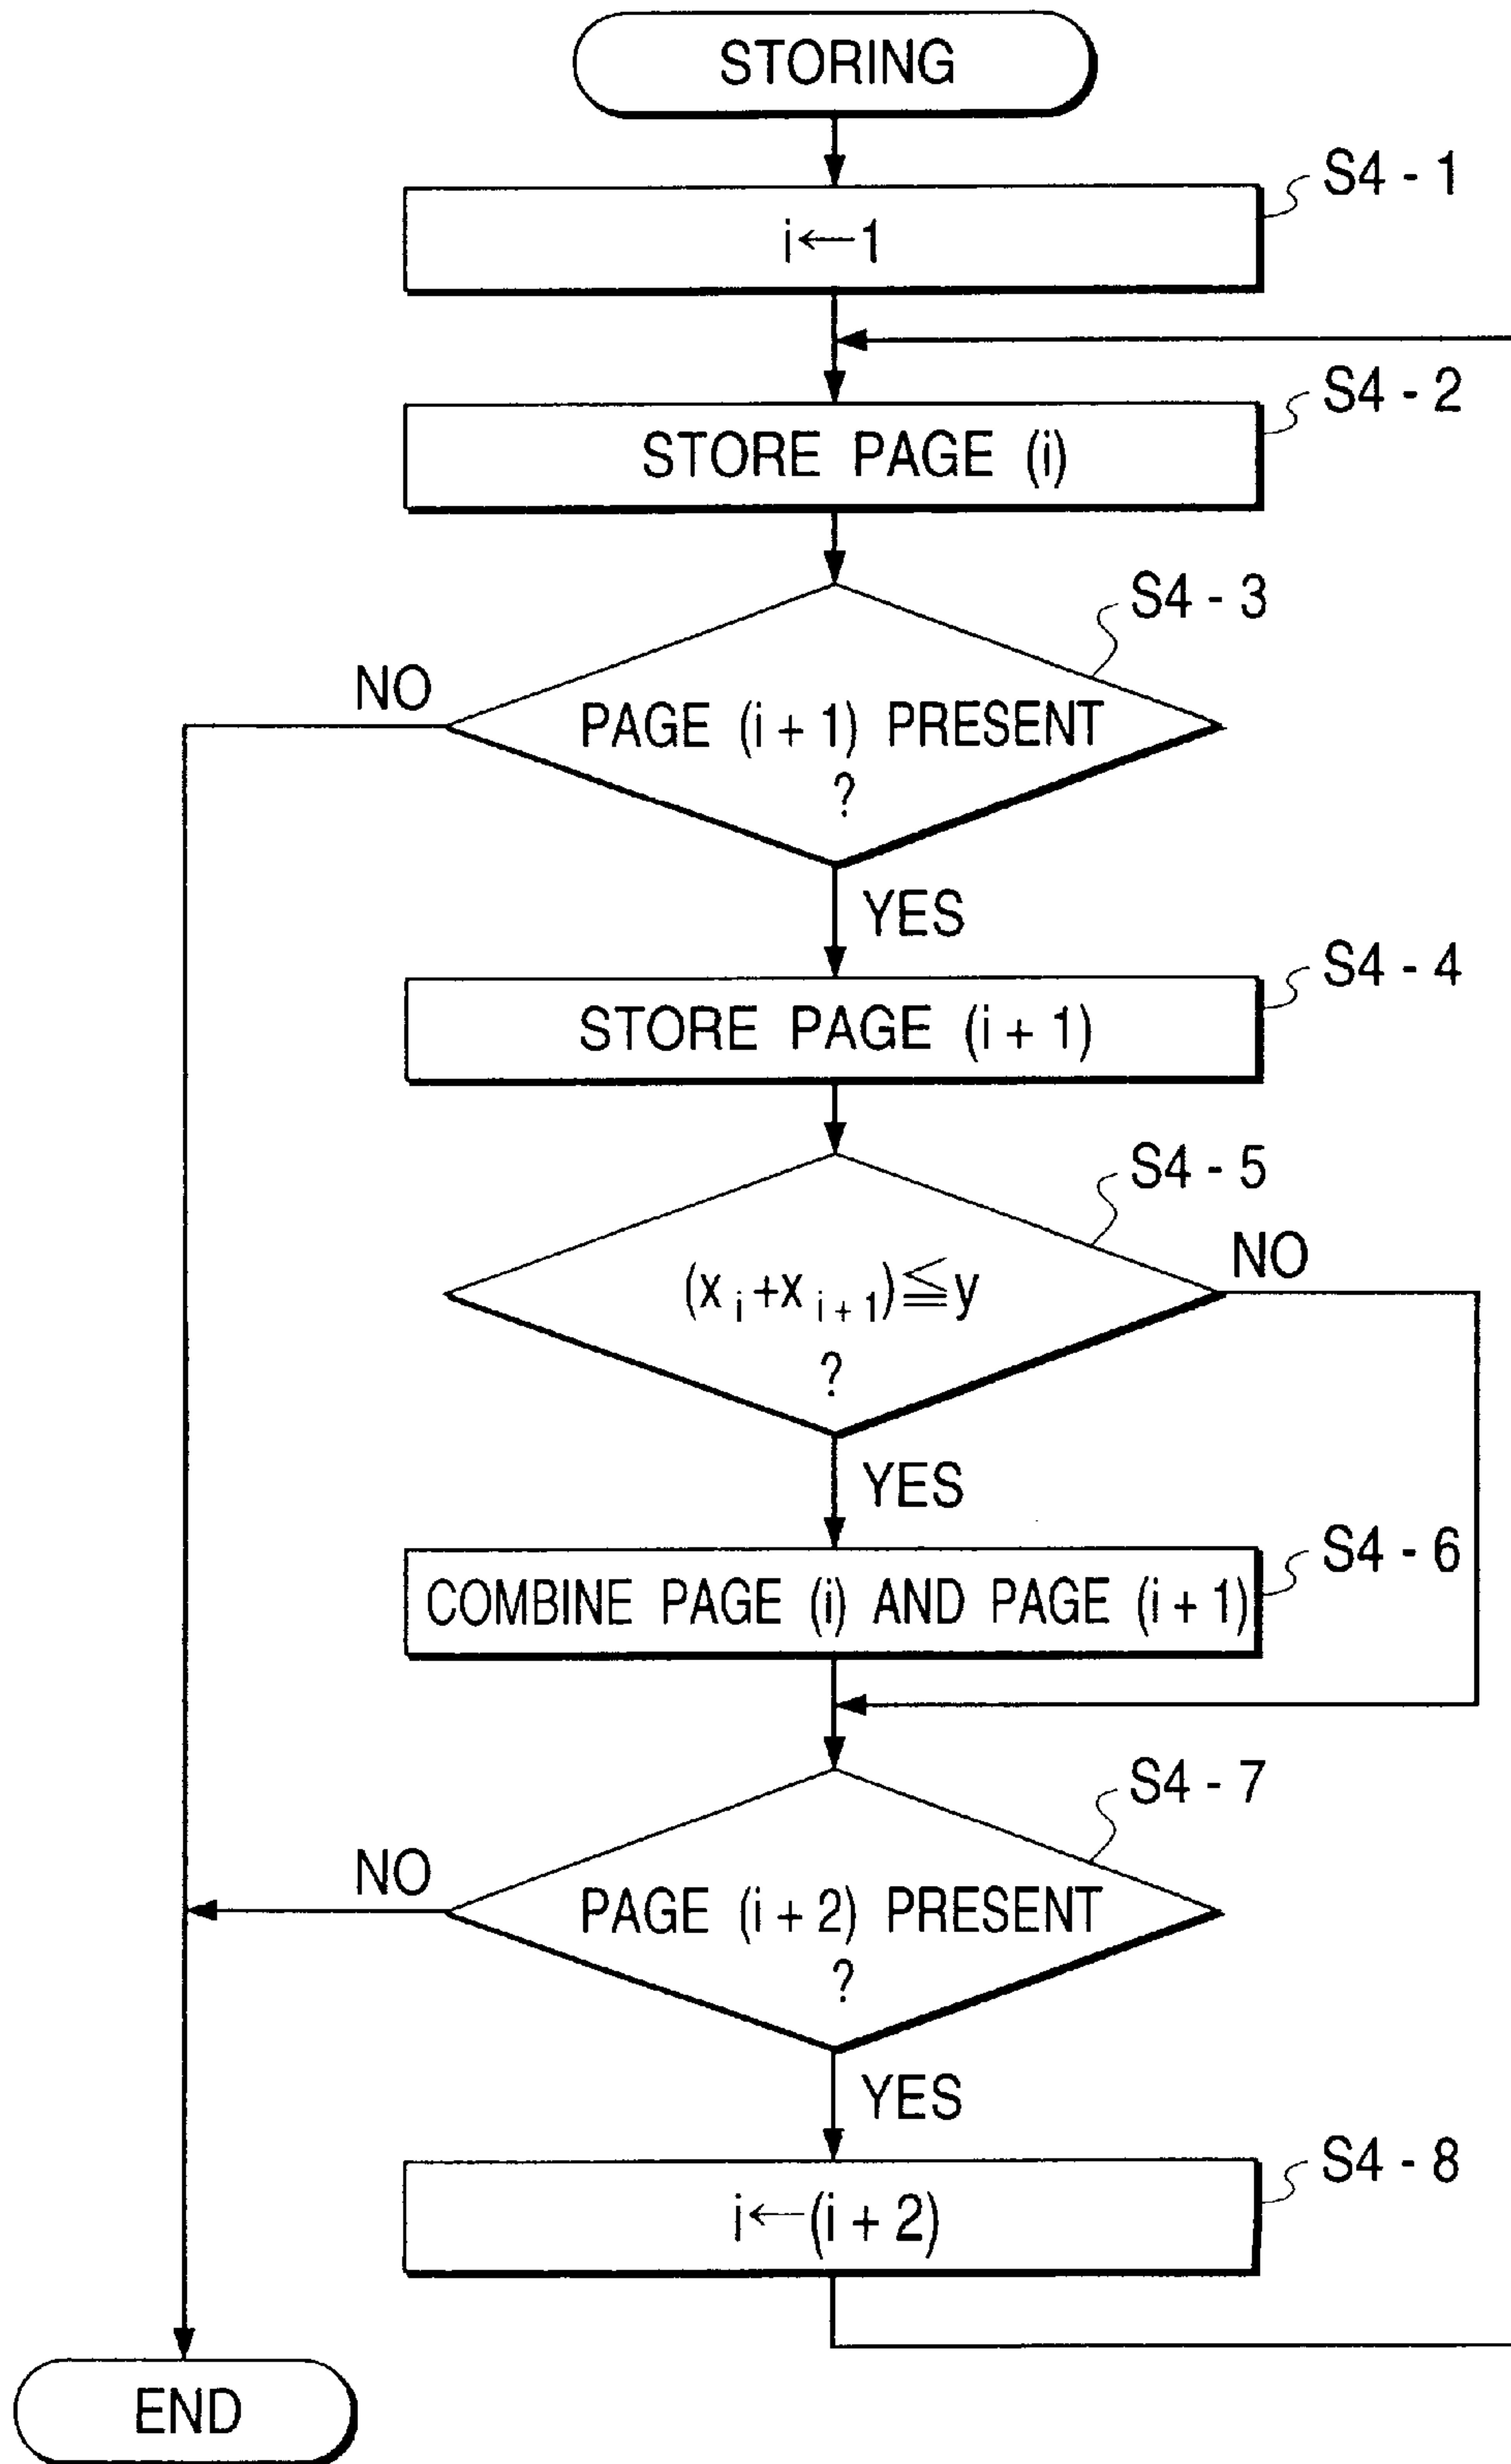 STORING
S4 - 1
i←1
S4 - 2
STORE PAGE (i)
S4 - 3
NO
PAGE (i + 1) PRESENT
?
YES
S4 - 4
STORE PAGE (i + 1)
S4 - 5
NO
(x i +x i + 1)≦y
?
YES
S4 - 6
COMBINE PAGE (i) AND PAGE (i + 1)
S4 - 7
NO
PAGE (i + 2) PRESENT
?
YES
S4 - 8
i←(i + 2)
END